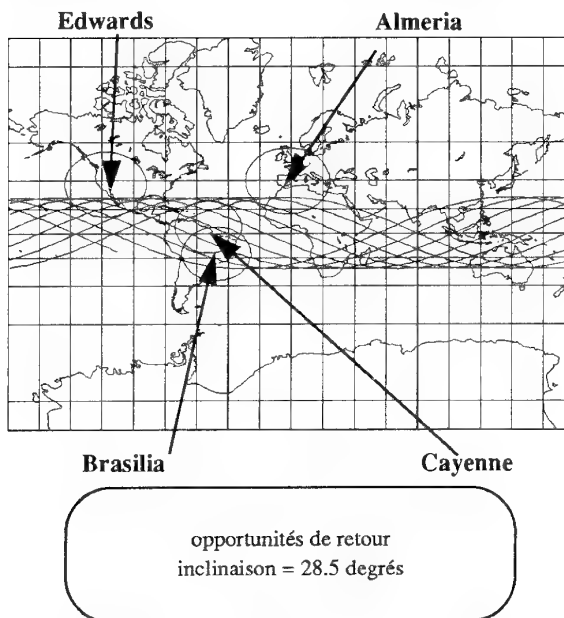 Edwards
Almeria
Brasilia
Cayenne
opportunités de retour
inclinaison = 28.5 degrés